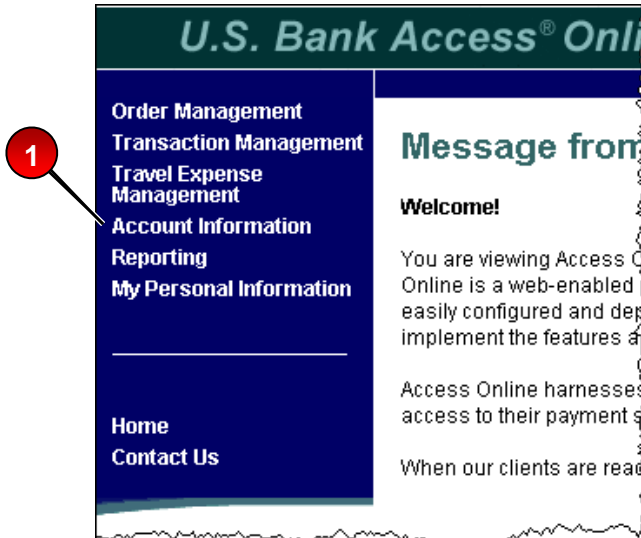 U.S. Bank Access® Onli
Order Management
Transaction Management
Travel Expense
Management
Account Information
Reporting
My Personal Information
Home
Contact Us
1
Message from
Welcome!
You are viewing Access
Online is a web-enabled
easily configured and dep
implement the features a
Access Online harnesses
access to their payment s
When our clients are read